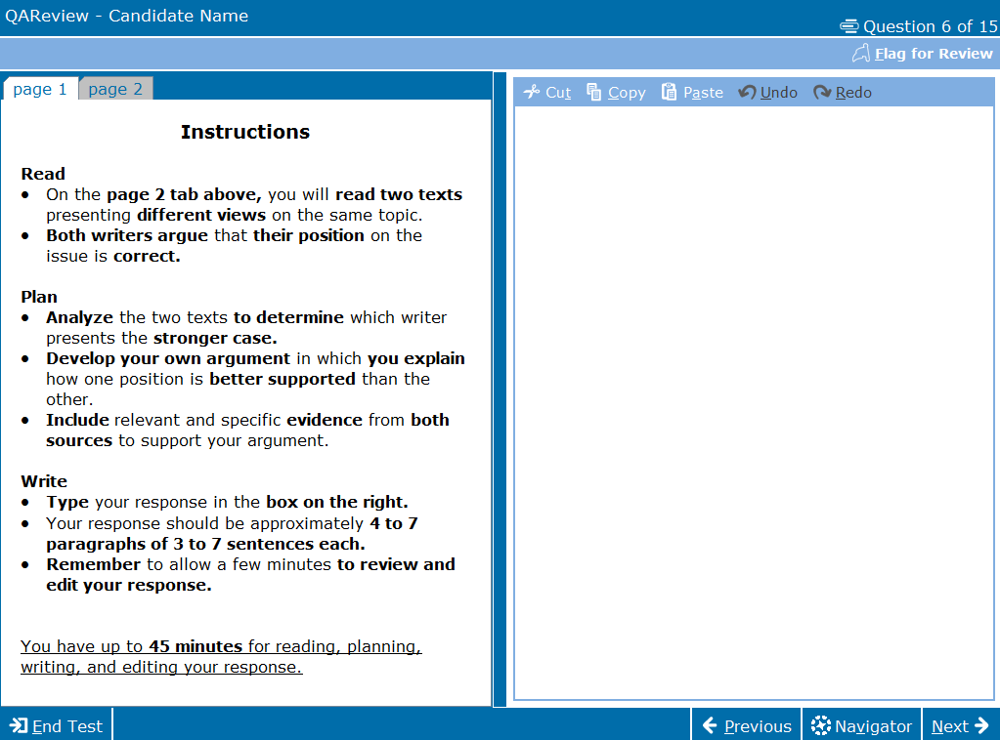 QAReview - Candidate Name
Question 6 of 15
Flag for Review
page 1
page 2
Cut
Copy
Paste
Undo
Redo
Instructions
Read
• On the page 2 tab above, you will read two texts
presenting different views on the same topic.
• Both writers argue that their position on the
issue is correct.
Plan
• Analyze the two texts to determine which writer
presents the stronger case.
• Develop your own argument in which you explain
how one position is better supported than the
other.
• Include relevant and specific evidence from both
sources to support your argument.
Write
• Type your response in the box on the right.
• Your response should be approximately 4 to 7
paragraphs of 3 to 7 sentences each.
• Remember to allow a few minutes to review and
edit your response.
You have up to 45 minutes for reading, planning,
writing, and editing your response.
End Test
Previous
Navigator
Next